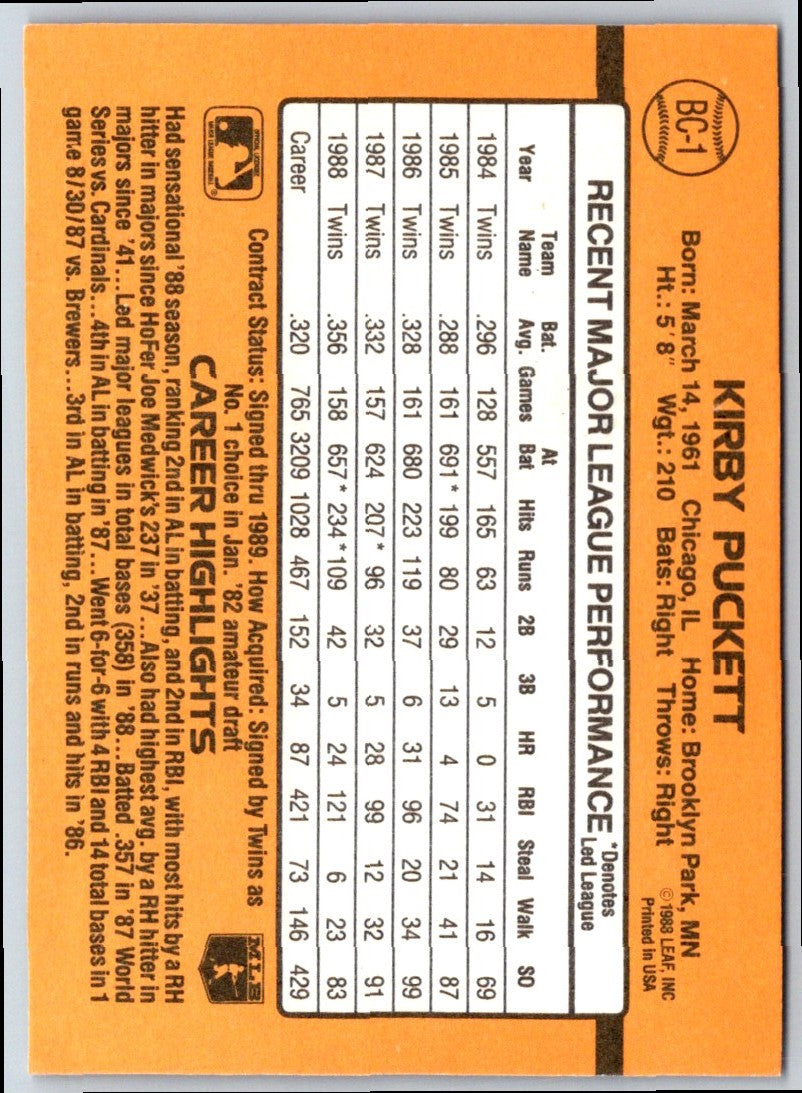 BC-1
KIRBY PUCKETT
Born: March 14, 1961 Chicago, IL Home: Brooklyn Park, MN
Ht.: 5'8" Wgt.: 210 Bats: Right Throws: Right
©1988 LEAF, INC
Printed in USA
RECENT MAJOR LEAGUE PERFORMANCE *Denotes Led League
Year Team Name Bat. Avg. Games At Bat Hits Runs 2B 3B HR RBI Steal Walk SO
1984 Twins .296 128 557 165 63 12 5 0 31 14 16 69
1985 Twins .288 161 691* 199 80 29 13 4 74 21 41 87
1986 Twins .328 161 680 223 119 37 6 31 96 20 34 99
1987 Twins .332 157 624 207* 96 32 5 28 99 12 32 91
1988 Twins .356 158 657* 234* 109 42 5 24 121 6 23 83
Career .320 765 3209 1028 467 152 34 87 421 73 146 429
OFFICIAL LICENSEE
MAJOR LEAGUE BASEBALL
®
Contract Status: Signed thru 1989. How Acquired: Signed by Twins as
No. 1 choice in Jan. '82 amateur draft
MLB
CAREER HIGHLIGHTS
Had sensational '88 season, ranking 2nd in AL in batting, and 2nd in RBI, with most hits by a RH
hitter in majors since HoFer Joe Medwick's 237 in '37...Also had highest avg. by a RH hitter in
majors since '41...Led major leagues in total bases (358) in '88...Batted .357 in '87 World
Series vs. Cardinals...4th in AL in batting in '87...Went 6-for-6 with 4 RBI and 14 total bases in 1
game 8/30/87 vs. Brewers...3rd in AL in batting, 2nd in runs and hits in '86.